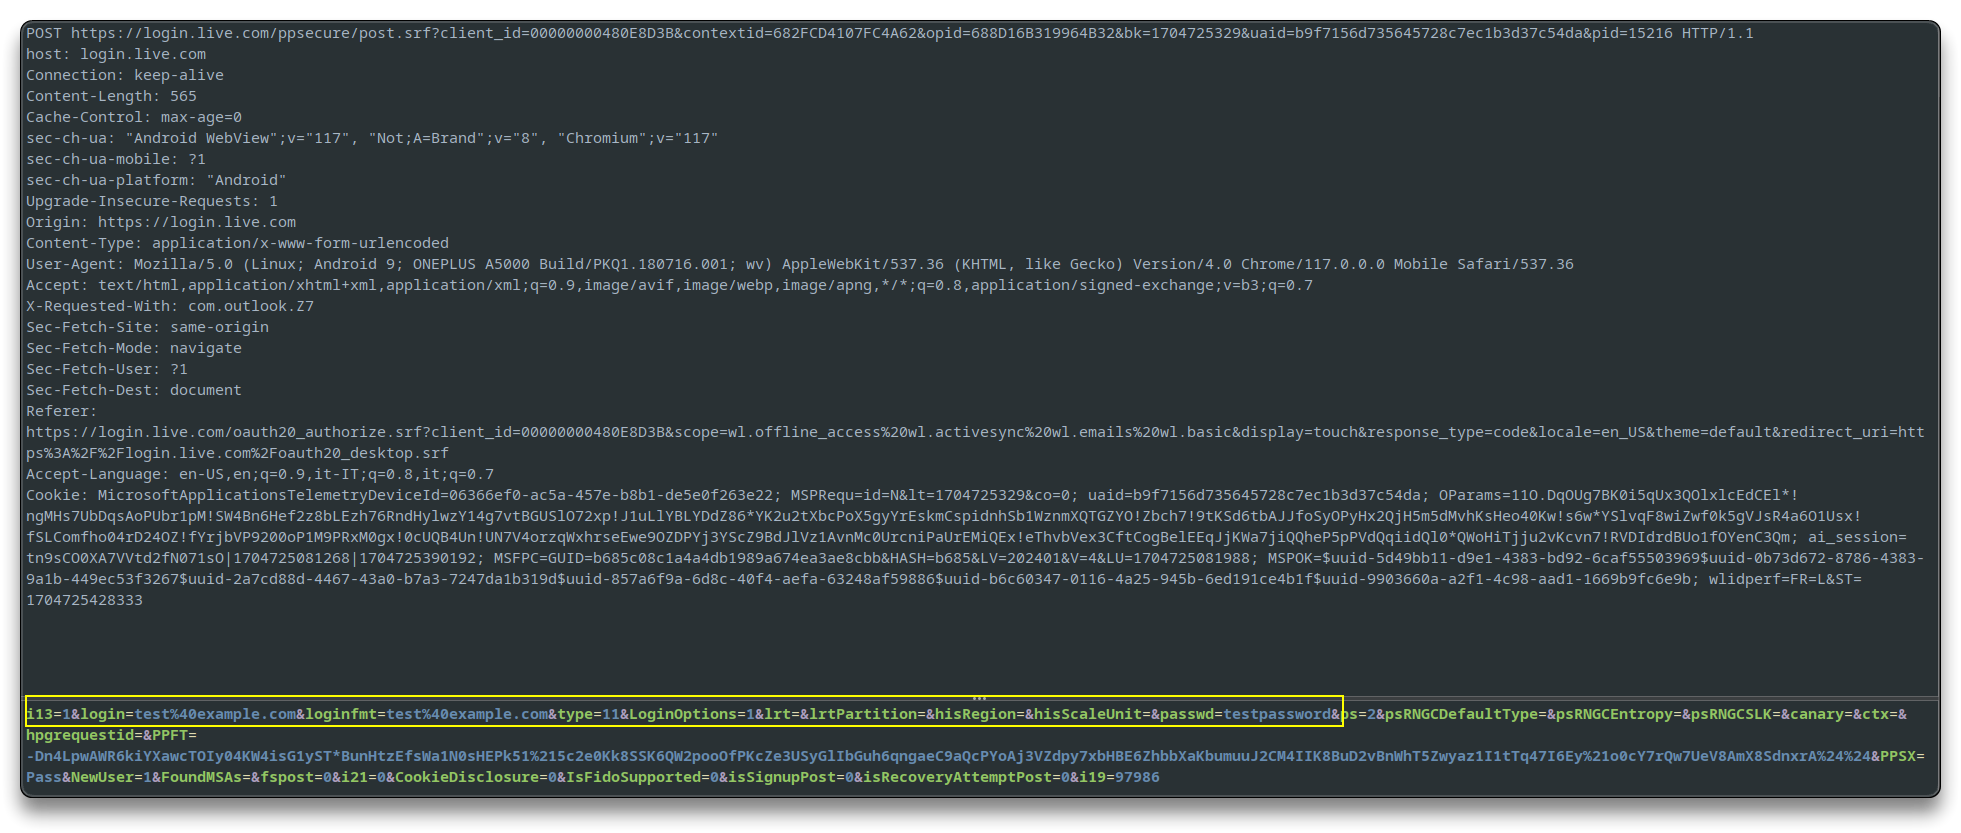 POST https://login.live.com/ppsecure/post.srf?client_id=00000000480E8D3B&contextid=682FCD4107FC4A62&opid=688D16B319964B32&bk=1704725329&uaid=b9f7156d735645728c7ec1b3d37c54da&pid=15216 HTTP/1.1
host: login.live.com
Connection: keep-alive
Content-Length: 565
Cache-Control: max-age=0
sec-ch-ua: "Android WebView";v="117", "Not;A=Brand";v="8", "Chromium";v="117"
sec-ch-ua-mobile: ?1
sec-ch-ua-platform: "Android"
Upgrade-Insecure-Requests: 1
Origin: https://login.live.com
Content-Type: application/x-www-form-urlencoded
User-Agent: Mozilla/5.0 (Linux; Android 9; ONEPLUS A5000 Build/PKQ1.180716.001; wv) AppleWebKit/537.36 (KHTML, like Gecko) Version/4.0 Chrome/117.0.0.0 Mobile Safari/537.36
Accept: text/html,application/xhtml+xml,application/xml;q=0.9,image/avif,image/webp,image/apng,*/*;q=0.8,application/signed-exchange;v=b3;q=0.7
X-Requested-With: com.outlook.Z7
Sec-Fetch-Site: same-origin
Sec-Fetch-Mode: navigate
Sec-Fetch-User: ?1
Sec-Fetch-Dest: document
Referer:
https://login.live.com/oauth20_authorize.srf?client_id=00000000480E8D3B&scope=wl.offline_access%20wl.activesync%20wl.emails%20wl.basic&display=touch&response_type=code&locale=en_US&theme=default&redirect_uri=htt
ps%3A%2F%2Flogin.live.com%2Foauth20_desktop.srf
Accept-Language: en-US,en;q=0.9,it-IT;q=0.8,it;q=0.7
Cookie: MicrosoftApplicationsTelemetryDeviceId=06366ef0-ac5a-457e-b8b1-de5e0f263e22; MSPRequ=id=N&lt=1704725329&co=0; uaid=b9f7156d735645728c7ec1b3d37c54da; OParams=11O.DqOUg7BK0i5qUx3QOlxlcEdCEl*!
ngMHs7UbDqsAoPUbr1pM!SW4Bn6Hef2z8bLEzh76RndHylwzY14g7vtBGUSlO72xp!J1uLlYBLYDdZ86*YK2u2tXbcPoX5gyYrEskmCspidnhSb1WznmXQTGZYO!Zbch7!9tKSd6tbAJJfoSyOPyHx2QjH5m5dMvhKsHeo40Kw!s6w*YSlvqF8wiZwf0k5gVJsR4a6O1Usx!
fSLComfho04rD24OZ!fYrjbVP9200oP1M9PRxM0gx!0cUQB4Un!UN7V4orzqWxhrseEwe9OZDPYj3YScZ9BdJlVz1AvnMc0UrcniPaUrEMiQEx!eThvbVex3CftCogBelEEqJjKWa7jiQQheP5pPVdQqiidQl0*QWoHiTjju2vKcvn7!RVDIdrdBUo1fOYenC3Qm; ai_session=
tn9sCO0XA7VVtd2fN071sO|1704725081268|1704725390192; MSFPC=GUID=b685c08c1a4a4db1989a674ea3ae8cbb&HASH=b685&LV=202401&V=4&LU=1704725081988; MSPOK=$uuid-5d49bb11-d9e1-4383-bd92-6caf55503969$uuid-0b73d672-8786-4383-
9a1b-449ec53f3267$uuid-2a7cd88d-4467-43a0-b7a3-7247da1b319d$uuid-857a6f9a-6d8c-40f4-aefa-63248af59886$uuid-b6c60347-0116-4a25-945b-6ed191ce4b1f$uuid-9903660a-a2f1-4c98-aad1-1669b9fc6e9b; wlidperf=FR=L&ST=
1704725428333
i13=1&login=test%40example.com&loginfmt=test%40example.com&type=11&LoginOptions=1&lrt=&lrtPartition=&hisRegion=&hisScaleUnit=&passwd=testpassword&ps=2&psRNGCDefaultType=&psRNGCEntropy=&psRNGCSLK=&canary=&ctx=&
hpgrequestid=&PPFT=
-Dn4LpwAWR6kiYXawcTOIy04KW4isG1yST*BunHtzEfsWa1N0sHEPk51%215c2e0Kk8SSK6QW2pooOfPKcZe3USyGlIbGuh6qngaeC9aQcPYoAj3VZdpy7xbHBE6ZhbbXaKbumuuJ2CM4IIK8BuD2vBnWhT5Zwyaz1I1tTq47I6Ey%21o0cY7rQw7UeV8AmX8SdnxrA%24%24&PPSX=
Pass&NewUser=1&FoundMSAs=&fspost=0&i21=0&CookieDisclosure=0&IsFidoSupported=0&isSignupPost=0&isRecoveryAttemptPost=0&i19=97986